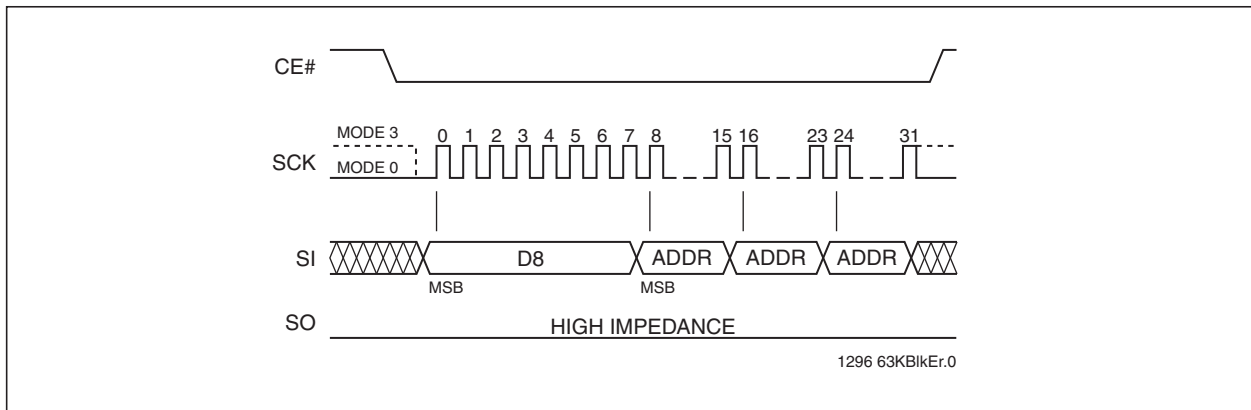 CE#
MODE 3
0 1 2 3 4 5 6 7 8 15 16 23 24 31
SCK
MODE 0
SI
D8
ADDR
ADDR
ADDR
MSB
MSB
SO
HIGH IMPEDANCE
1296 63KBlkEr.0